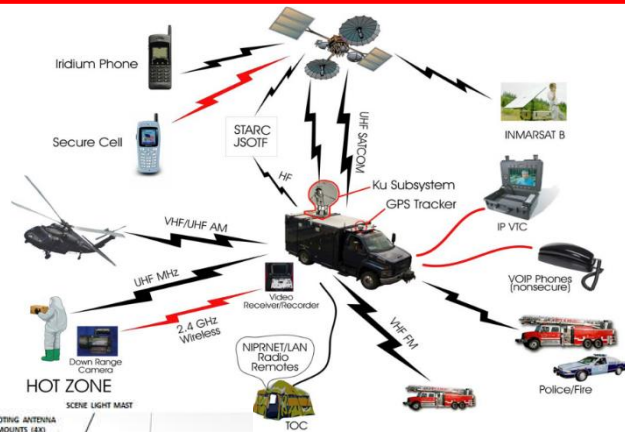 Iridium Phone
Secure Cell
STARC
JSOTF
HF
UHF SATCOM
INMARSAT B
Ku Subsystem
GPS Tracker
IP VTC
VHF/UHF AM
UHF MHz
Video
Receiver/Recorder
VOIP Phones
(nonsecure)
2.4 GHz
Wireless
Down Range
Camera
HOT ZONE
NIPRNET/LAN
Radio
Remotes
VHF FM
Police/Fire
TOC
SCENE LIGHT MAST
OTING ANTENNA
MOUNTS (4X)